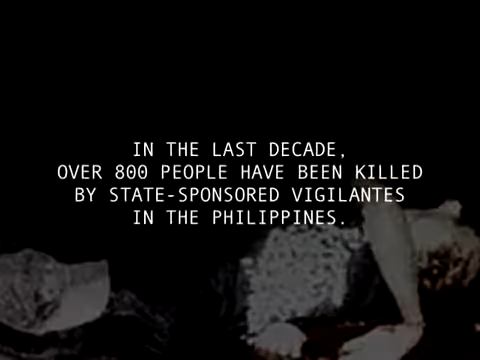 IN THE LAST DECADE,
OVER 800 PEOPLE HAVE BEEN KILLED
BY STATE-SPONSORED VIGILANTES
IN THE PHILIPPINES.